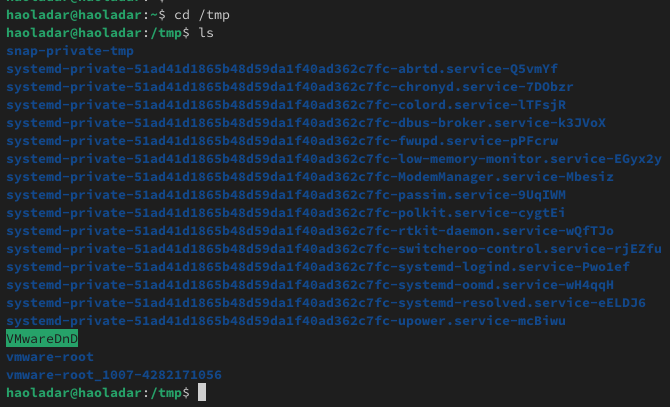 haoladar@haoladar:~$ cd /tmp
haoladar@haoladar:/tmp$ ls
snap-private-tmp
systemd-private-51ad41d1865b48d59da1f40ad362c7fc-abrtd.service-Q5vmYf
systemd-private-51ad41d1865b48d59da1f40ad362c7fc-chronyd.service-7DObzr
systemd-private-51ad41d1865b48d59da1f40ad362c7fc-colord.service-lTFsjR
systemd-private-51ad41d1865b48d59da1f40ad362c7fc-dbus-broker.service-k3JVoX
systemd-private-51ad41d1865b48d59da1f40ad362c7fc-fwupd.service-pPFcrw
systemd-private-51ad41d1865b48d59da1f40ad362c7fc-low-memory-monitor.service-EGyx2y
systemd-private-51ad41d1865b48d59da1f40ad362c7fc-ModemManager.service-Mbesiz
systemd-private-51ad41d1865b48d59da1f40ad362c7fc-passim.service-9UqIWM
systemd-private-51ad41d1865b48d59da1f40ad362c7fc-polkit.service-cygtEi
systemd-private-51ad41d1865b48d59da1f40ad362c7fc-rtkit-daemon.service-wQfTJo
systemd-private-51ad41d1865b48d59da1f40ad362c7fc-switcheroo-control.service-rjEZfu
systemd-private-51ad41d1865b48d59da1f40ad362c7fc-systemd-logind.service-Pwo1ef
systemd-private-51ad41d1865b48d59da1f40ad362c7fc-systemd-oomd.service-wH4qqH
systemd-private-51ad41d1865b48d59da1f40ad362c7fc-systemd-resolved.service-eELDJ6
systemd-private-51ad41d1865b48d59da1f40ad362c7fc-upower.service-mcBiwu
VMwareDnD
vmware-root
vmware-root_1007-4282171056
haoladar@haoladar:/tmp$